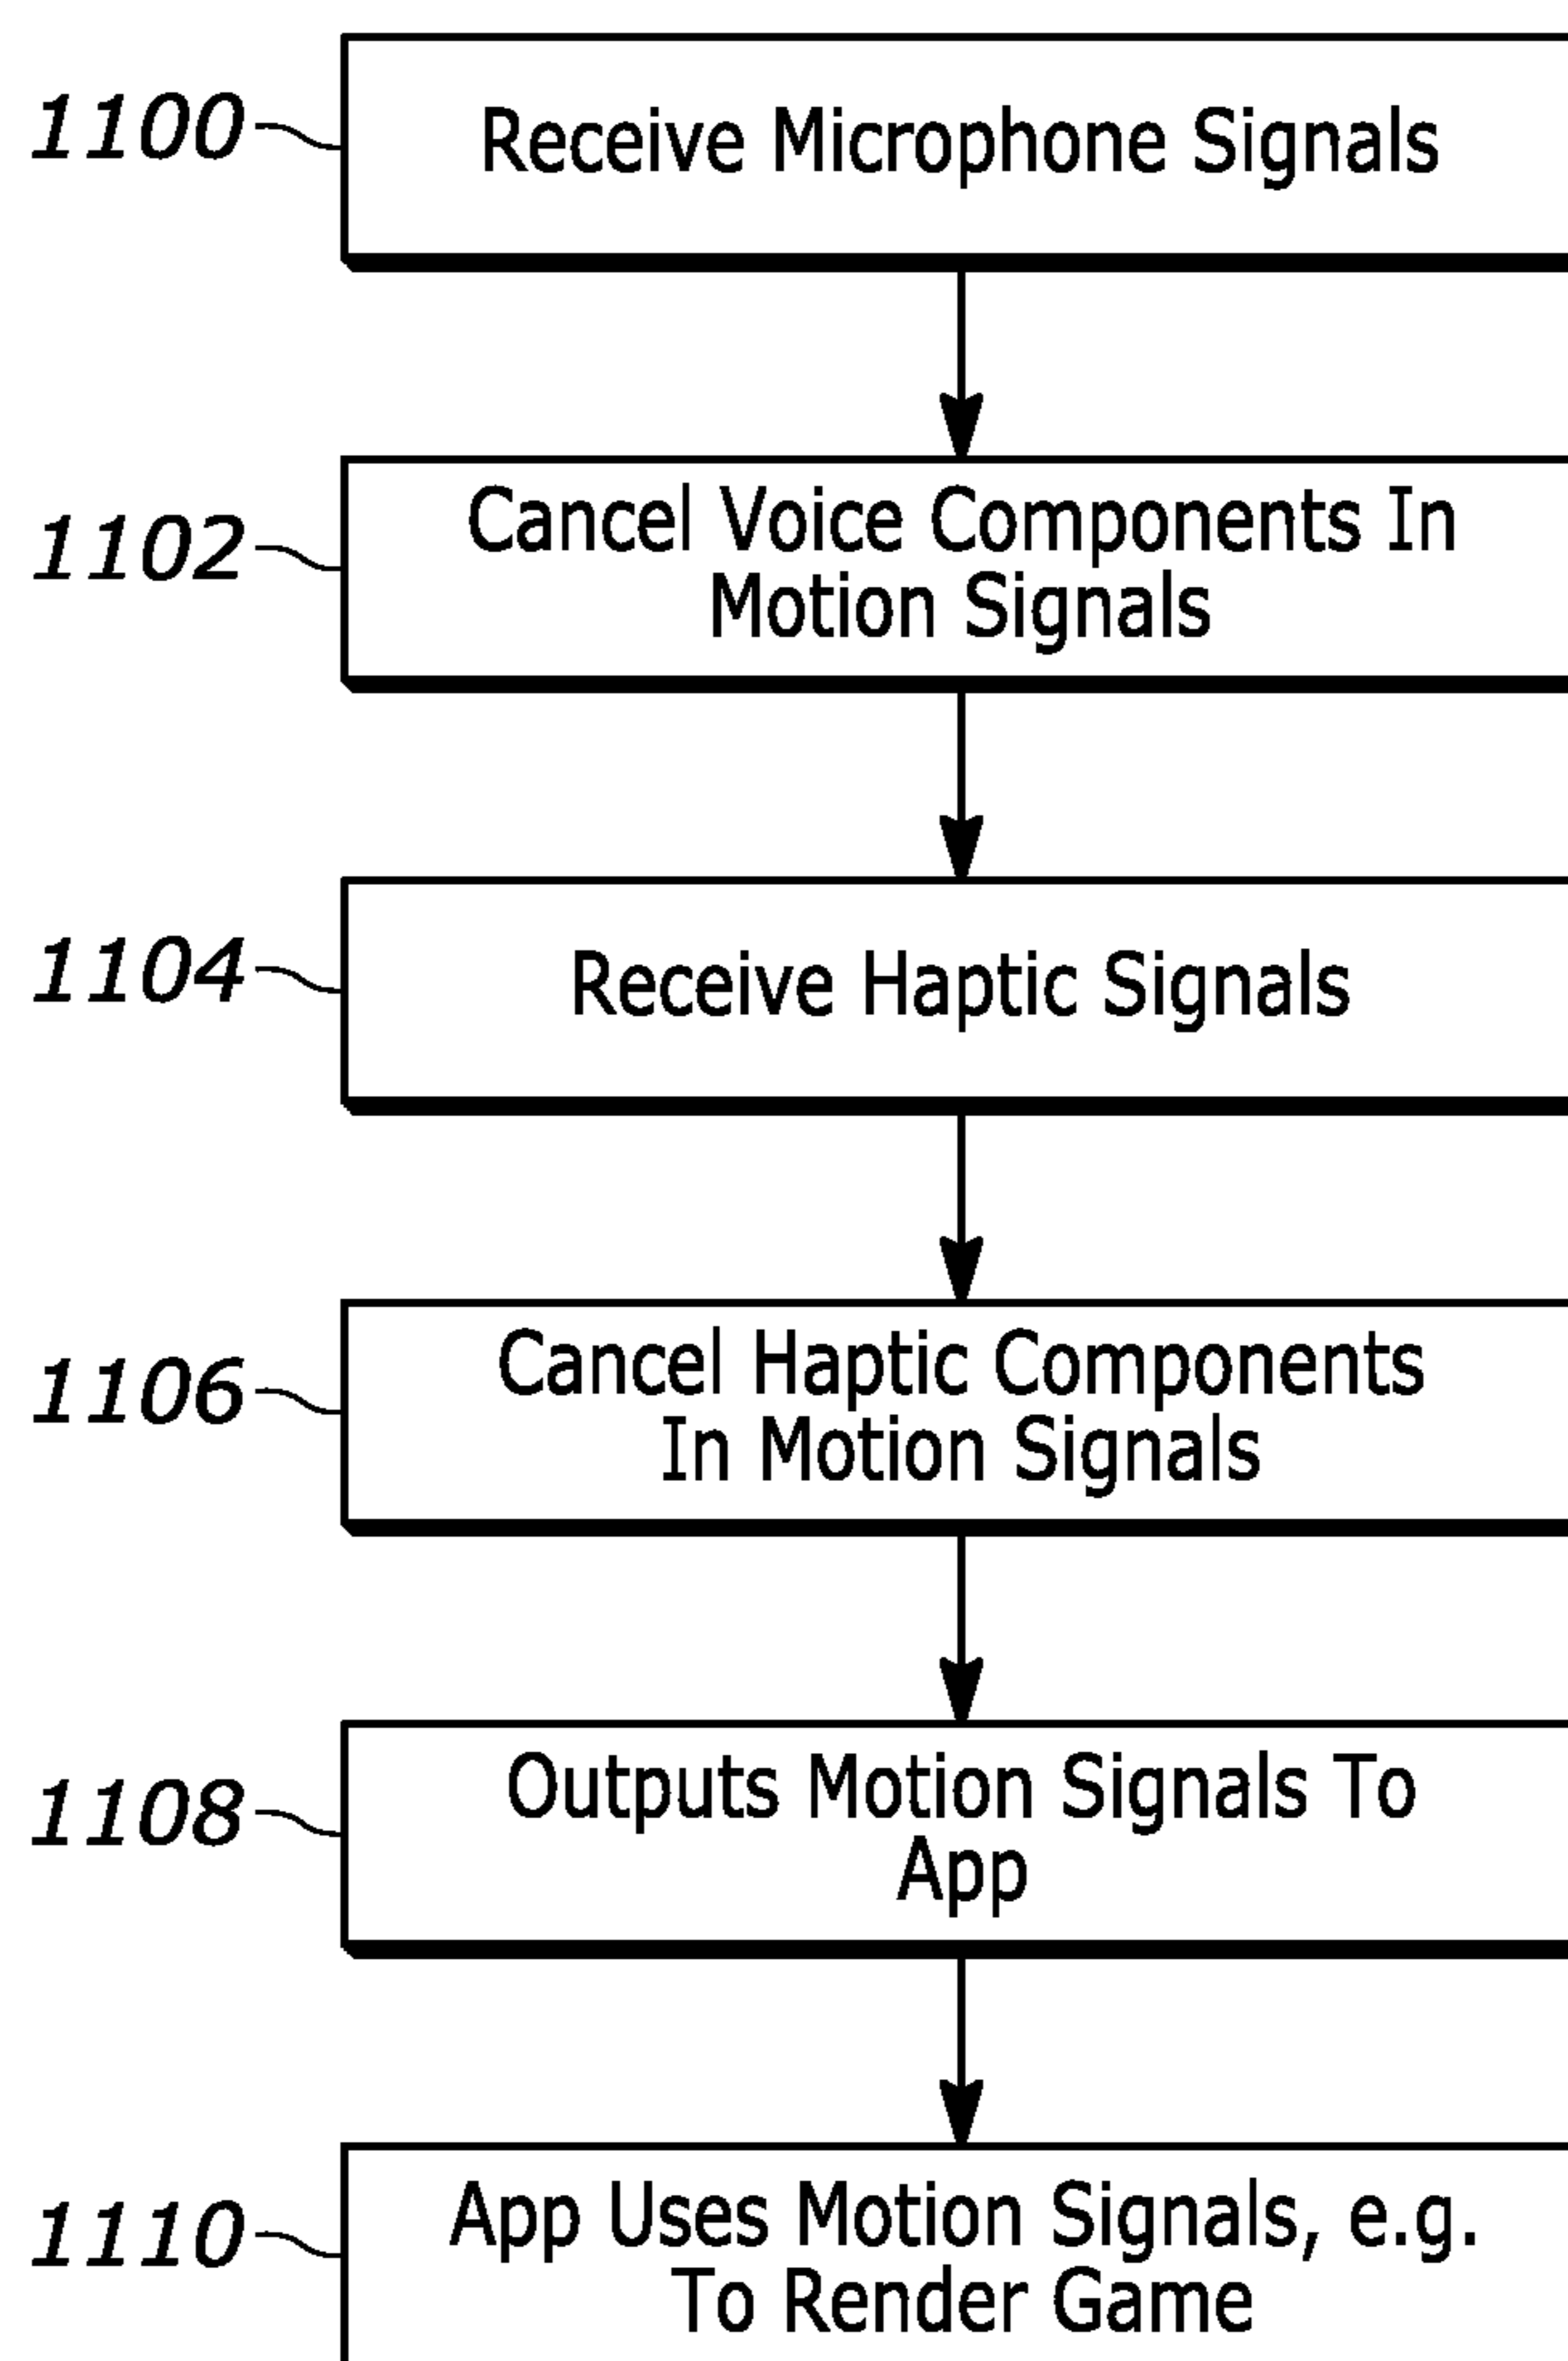 1100
Receive Microphone Signals
1102
Cancel Voice Components In
Motion Signals
1104
Receive Haptic Signals
1106
Cancel Haptic Components
In Motion Signals
1108
Outputs Motion Signals To
App
1110
App Uses Motion Signals, e.g.
To Render Game